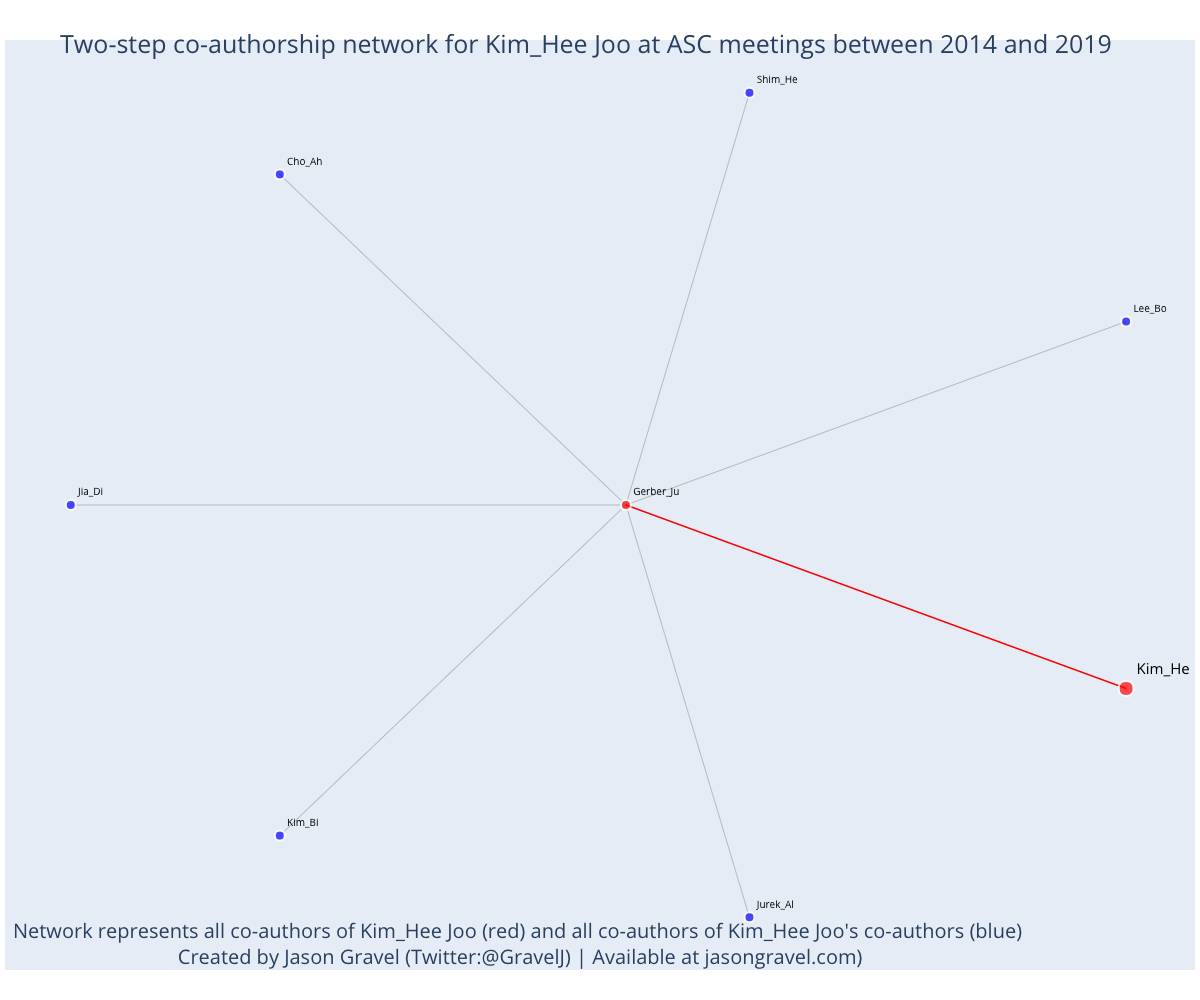 Two-step co-authorship network for Kim_Hee Joo at ASC meetings between 2014 and 2019
Shim_He
Cho_Ah
Lee_Bo
Jia_Di
Gerber_Ju
Kim_He
Kim_Bi
Jurek_Al
Network represents all co-authors of Kim_Hee Joo (red) and all co-authors of Kim_Hee Joo's co-authors (blue)
Created by Jason Gravel (Twitter:@GravelJ) | Available at jasongravel.com)